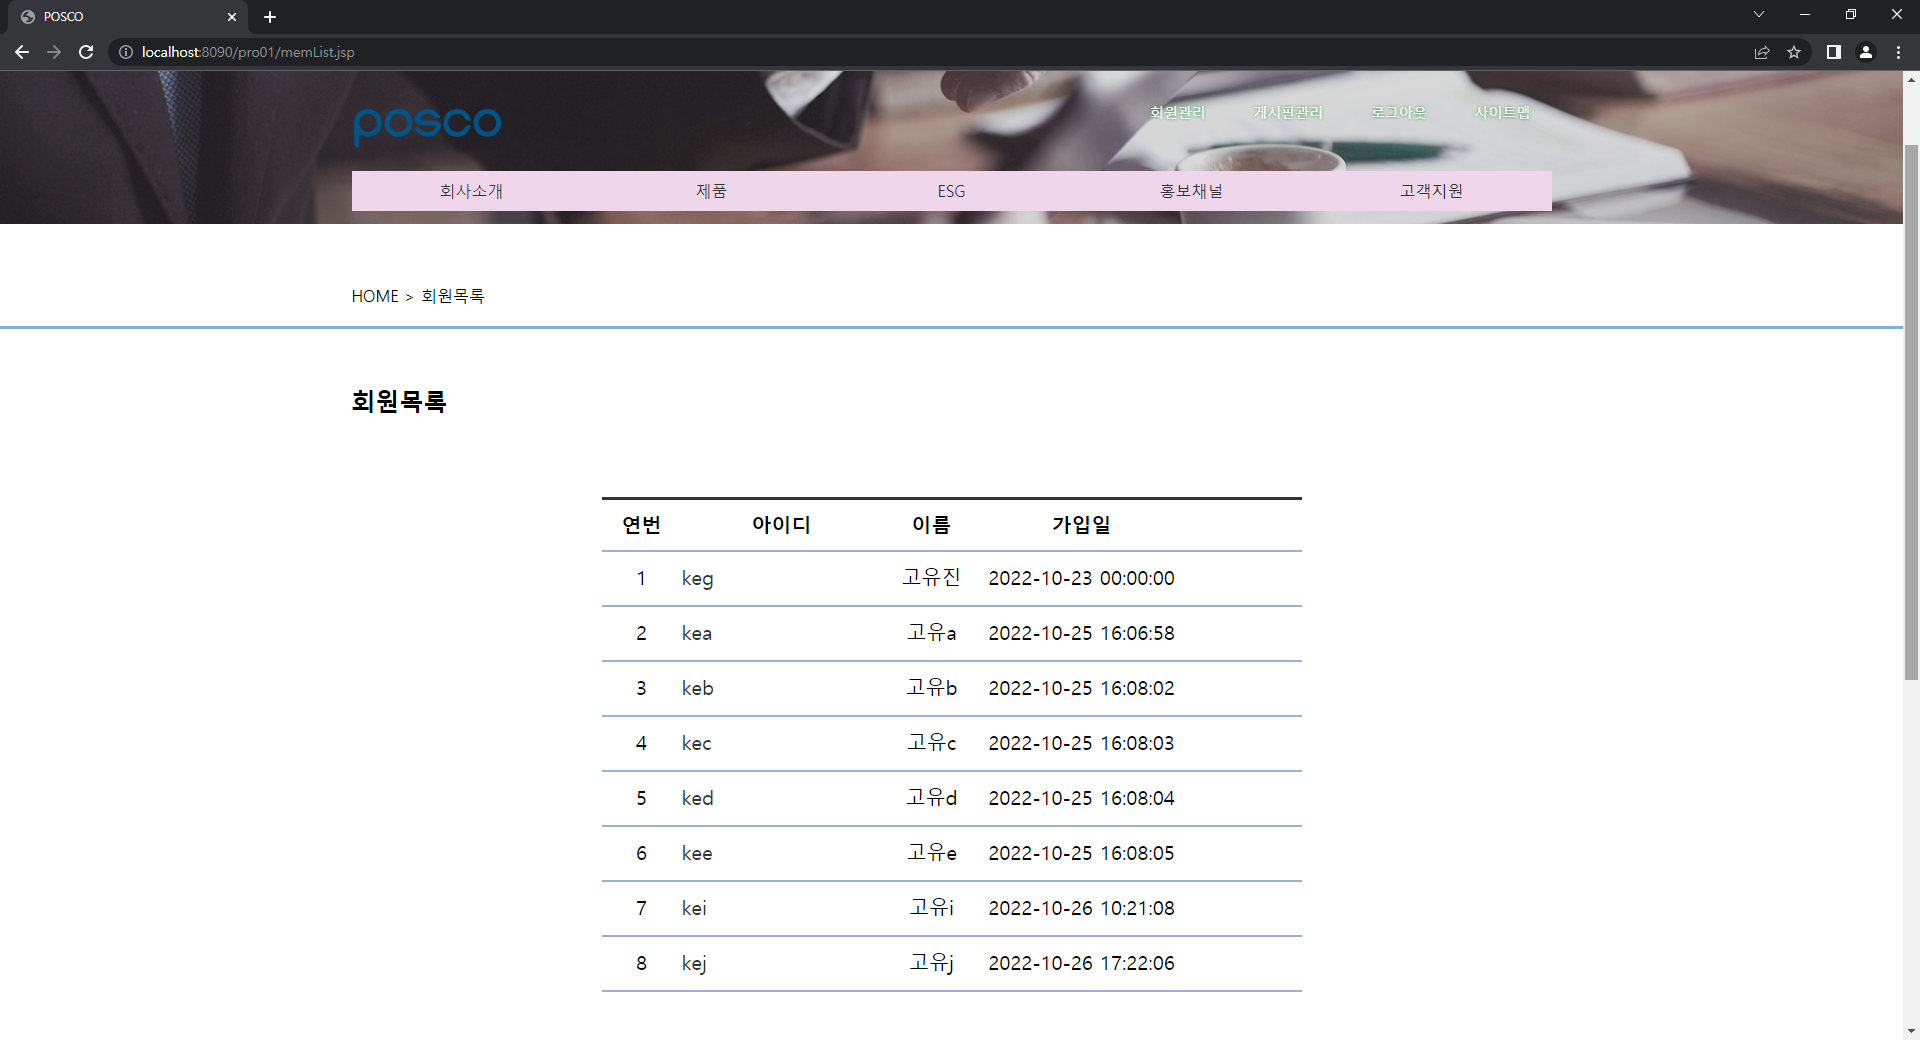 POSCO
localhost:8090/pro01/memList.jsp
posco
회원관리 게시판관리 로그아웃 사이트맵
회사소개 제품 ESG 홍보채널 고객지원
HOME > 회원목록
회원목록
연번 아이디 이름 가입일
1 keg 고유진 2022-10-23 00:00:00
2 kea 고유a 2022-10-25 16:06:58
3 keb 고유b 2022-10-25 16:08:02
4 kec 고유c 2022-10-25 16:08:03
5 ked 고유d 2022-10-25 16:08:04
6 kee 고유e 2022-10-25 16:08:05
7 kei 고유i 2022-10-26 10:21:08
8 kej 고유j 2022-10-26 17:22:06